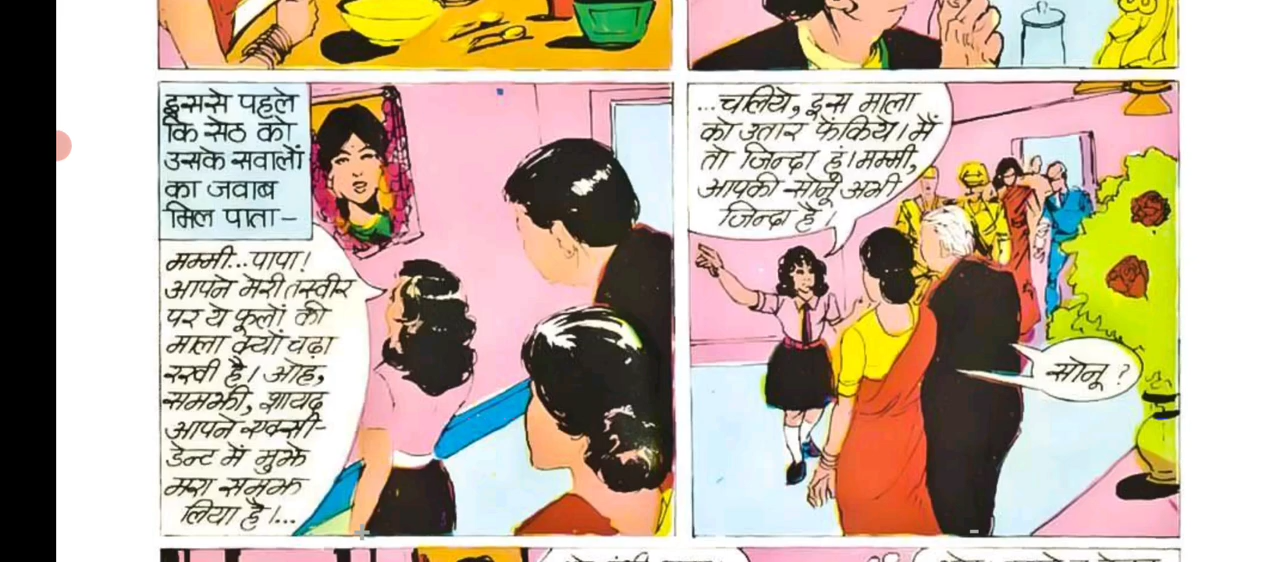 इससे पहले
कि सेठ को
उसके सवालों
का जवाब
मिल पाता-
मम्मी...पापा!
आपने मेरी तस्वीर
पर ये फूलों की
माला क्यों चढ़ा
रखी है। ओह,
समझी, शायद
आपने एक्सी-
डेन्ट में मुझे
मरा समझ
लिया है।...
...चलिये, इस माला
को उतार फेंकिये। मैं
तो जिन्दा हूं। मम्मी,
आपकी सोनू अभी
जिन्दा है।
सोनू ?